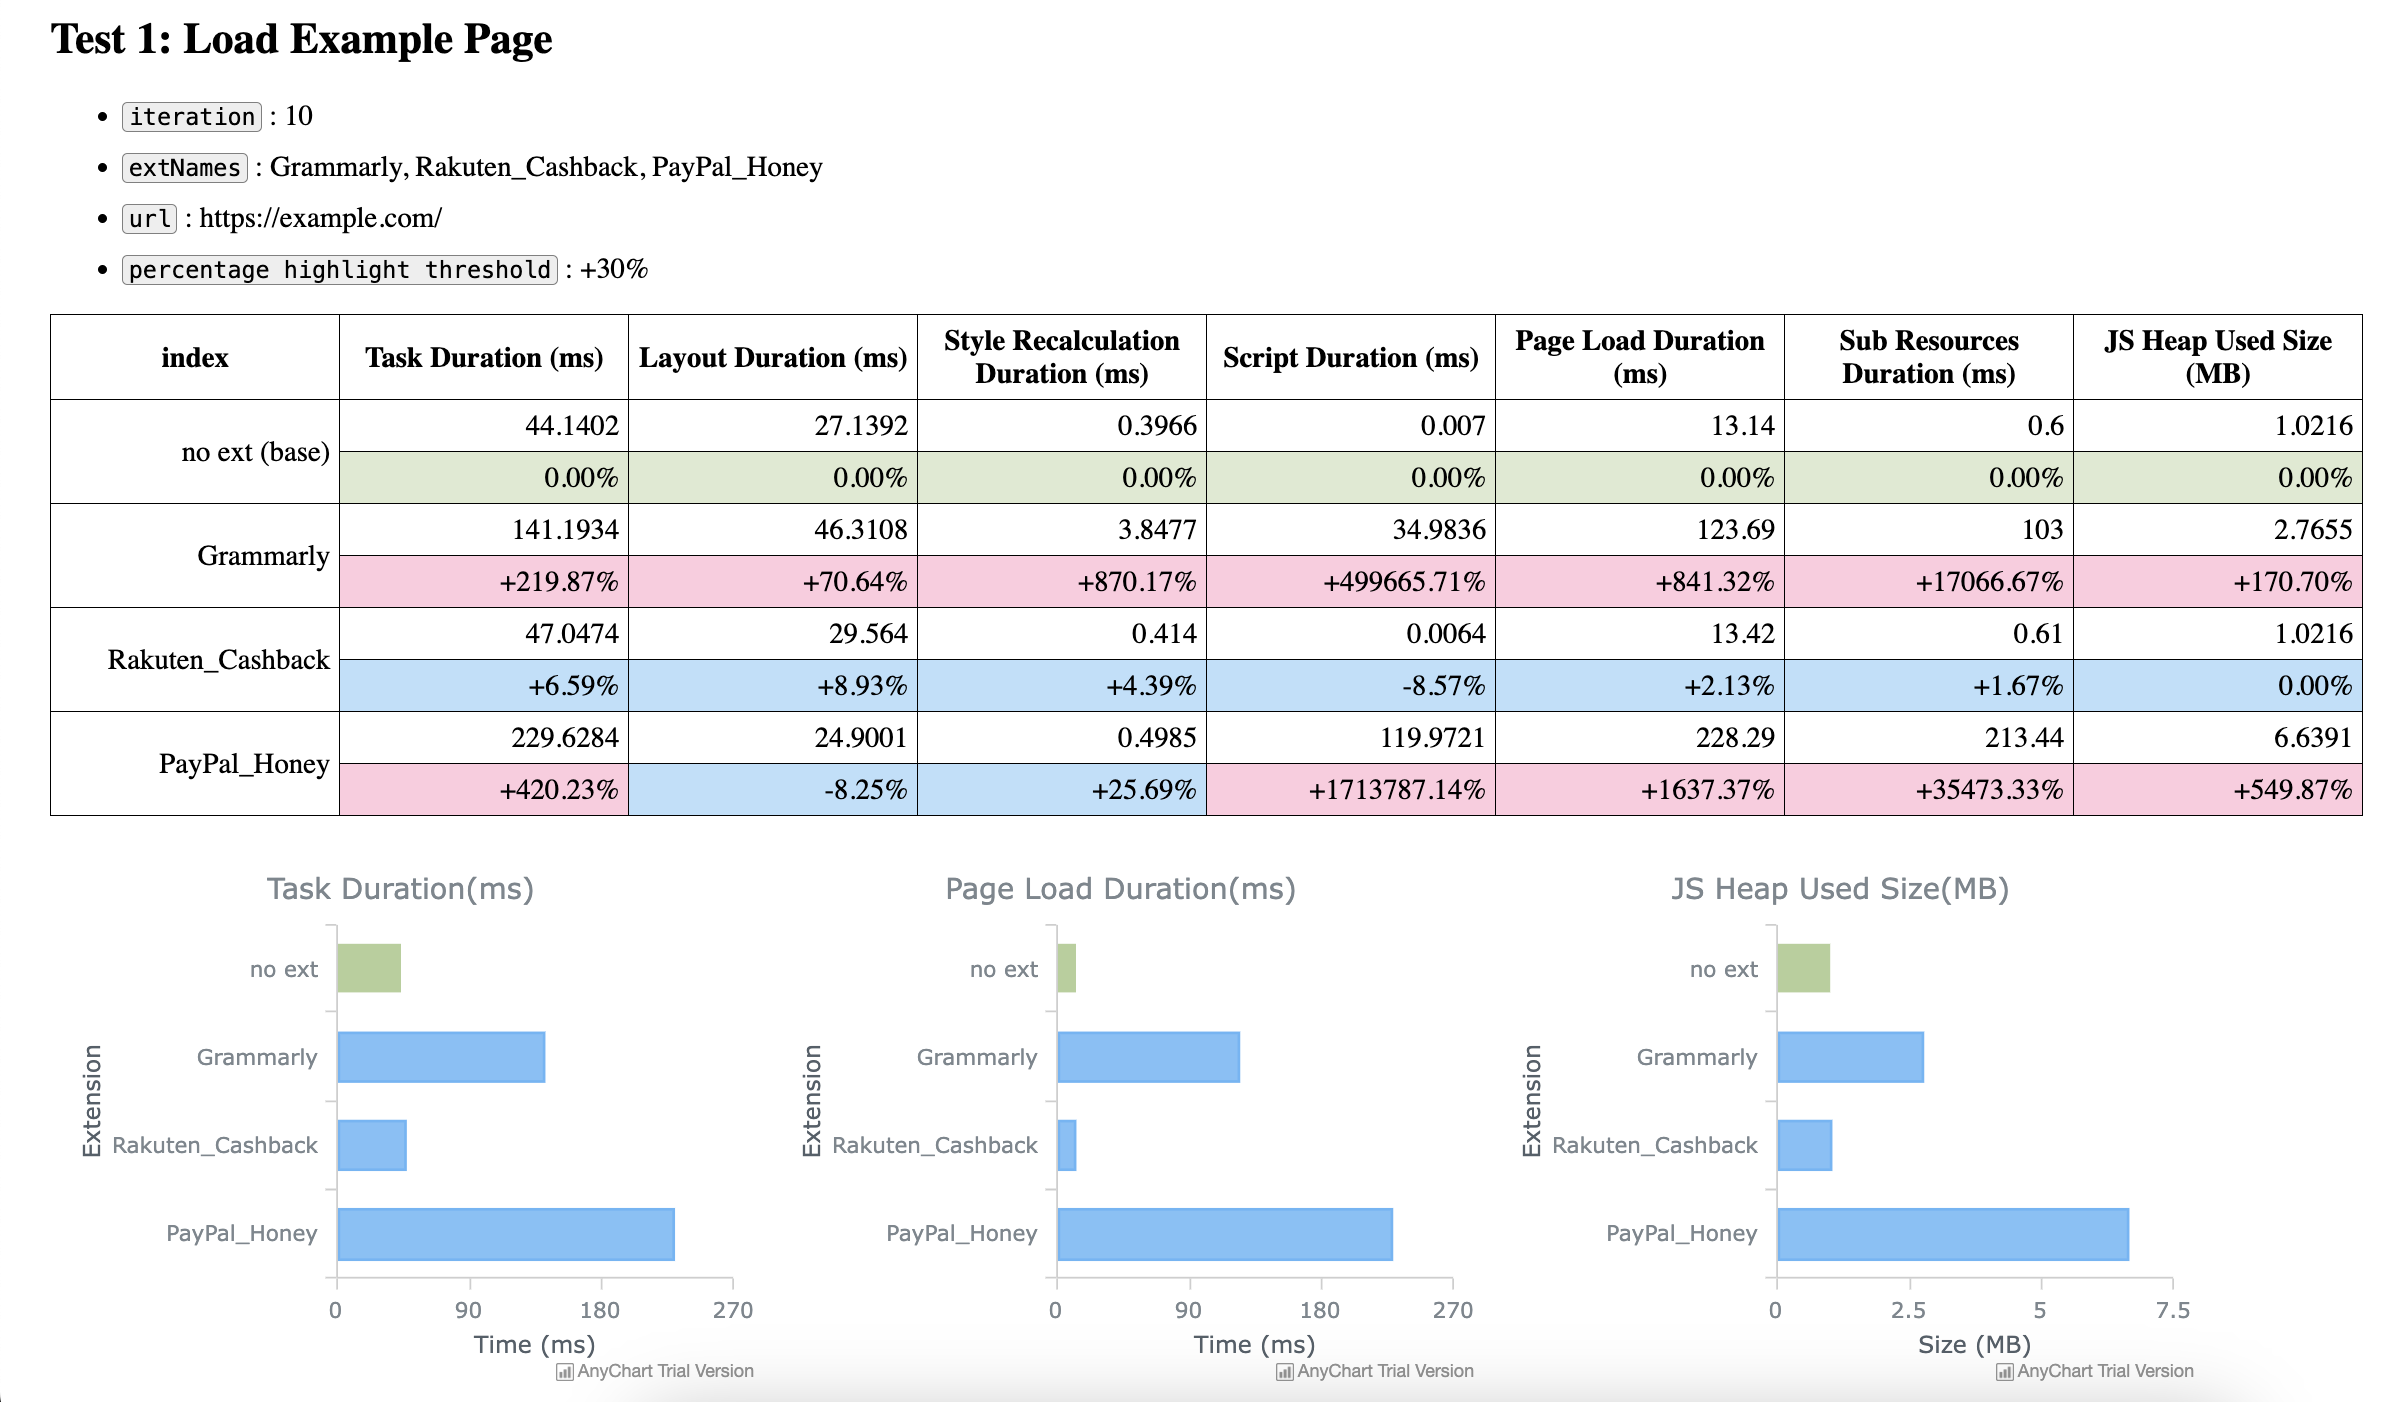 Test 1: Load Example Page
iteration : 10
extNames : Grammarly, Rakuten_Cashback, PayPal_Honey
url : https://example.com/
percentage highlight threshold : +30%
index Task Duration (ms) Layout Duration (ms) Style Recalculation Duration (ms) Script Duration (ms) Page Load Duration (ms) Sub Resources Duration (ms) JS Heap Used Size (MB)
no ext (base) 44.1402 27.1392 0.3966 0.007 13.14 0.6 1.0216
0.00% 0.00% 0.00% 0.00% 0.00% 0.00% 0.00%
Grammarly 141.1934 46.3108 3.8477 34.9836 123.69 103 2.7655
+219.87% +70.64% +870.17% +499665.71% +841.32% +17066.67% +170.70%
Rakuten_Cashback 47.0474 29.564 0.414 0.0064 13.42 0.61 1.0216
+6.59% +8.93% +4.39% -8.57% +2.13% +1.67% 0.00%
PayPal_Honey 229.6284 24.9001 0.4985 119.9721 228.29 213.44 6.6391
+420.23% -8.25% +25.69% +1713787.14% +1637.37% +35473.33% +549.87%
Task Duration(ms)
Extension
no ext
Grammarly
Rakuten_Cashback
PayPal_Honey
0 90 180 270
Time (ms)
AnyChart Trial Version
Page Load Duration(ms)
Extension
no ext
Grammarly
Rakuten_Cashback
PayPal_Honey
0 90 180 270
Time (ms)
AnyChart Trial Version
JS Heap Used Size(MB)
Extension
no ext
Grammarly
Rakuten_Cashback
PayPal_Honey
0 2.5 5 7.5
Size (MB)
AnyChart Trial Version